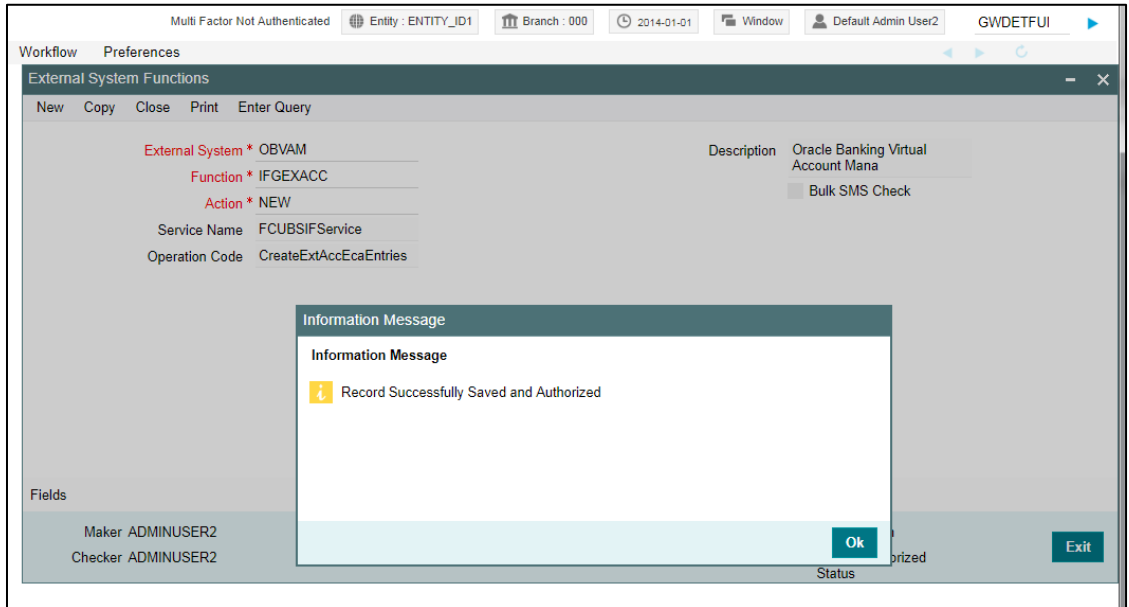 Multi Factor Not Authenticated Entity : ENTITY_ID1 Branch : 000 2014-01-01 Window Default Admin User2 GWDETFUI
Workflow Preferences
External System Functions
New Copy Close Print Enter Query
External System * OBVAM Description Oracle Banking Virtual
Account Mana
Function * IFGEXACC
Bulk SMS Check
Action * NEW
Service Name FCUBSIFService
Operation Code CreateExtAccEcaEntries
Information Message
Information Message
Record Successfully Saved and Authorized
Fields
Maker ADMINUSER2
Ok
Exit
Checker ADMINUSER2
Status